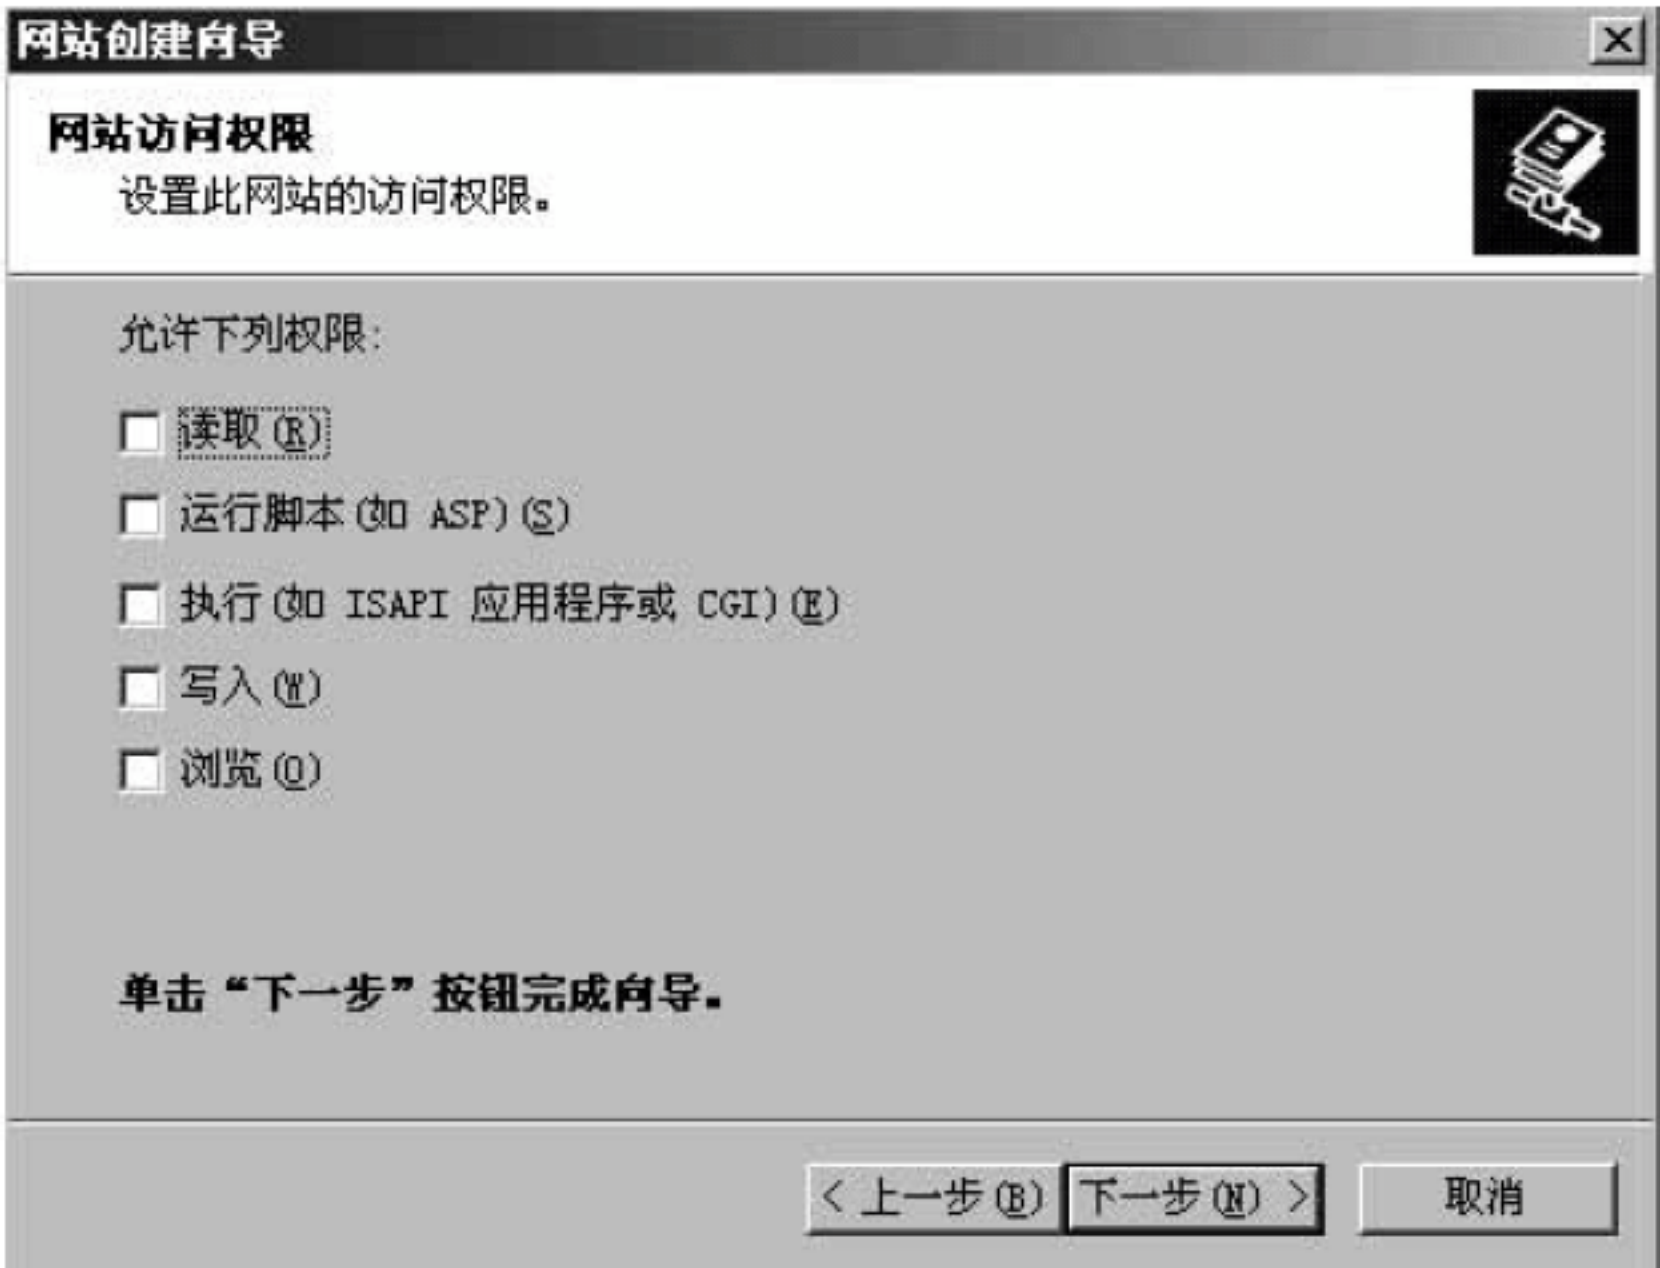 网站创建向导
网站访问权限
设置此网站的访问权限。
允许下列权限:
读取(R)
运行脚本(如 ASP)(S)
执行(如 ISAPI 应用程序或 CGI)(E)
写入(W)
浏览(O)
单击“下一步”按钮完成向导。
< 上一步(B) 下一步(N) > 取消